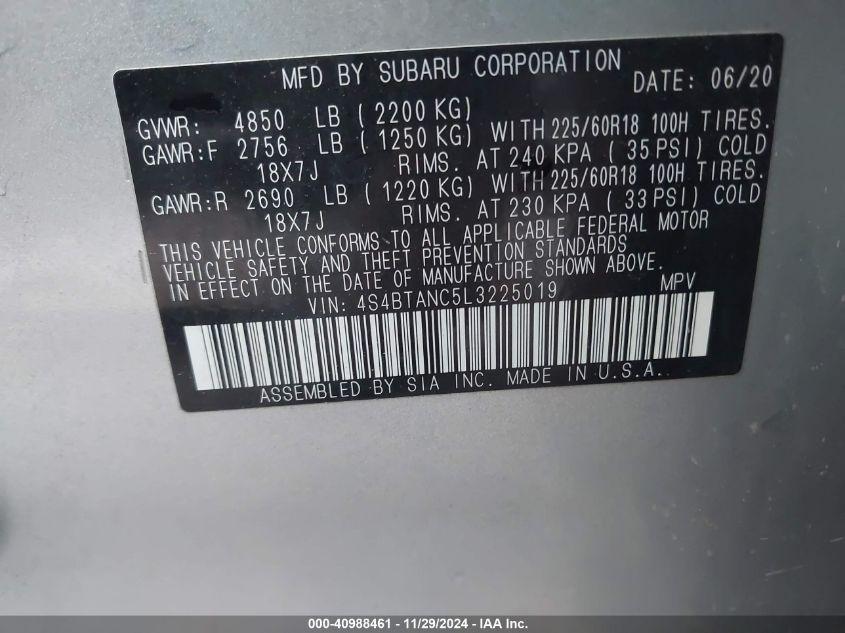 MFD BY SUBARU CORPORATION DATE: 06/20
GVWR: 4850 LB ( 2200 KG)
GAWR:F 2756 LB ( 1250 KG) WITH 225/60R18 100H TIRES.
18X7J RIMS. AT 240 KPA ( 35 PSI) COLD
GAWR:R 2690 LB ( 1220 KG) WITH 225/60R18 100H TIRES.
18X7J RIMS. AT 230 KPA ( 33 PSI) COLD
THIS VEHICLE CONFORMS TO ALL APPLICABLE FEDERAL MOTOR
VEHICLE SAFETY AND THEFT PREVENTION STANDARDS
IN EFFECT ON THE DATE OF MANUFACTURE SHOWN ABOVE.
VIN: 4S4BTANC5L3225019 MPV
ASSEMBLED BY SIA INC. MADE IN U.S.A.
000-40988461 - 11/29/2024 - IAA Inc.